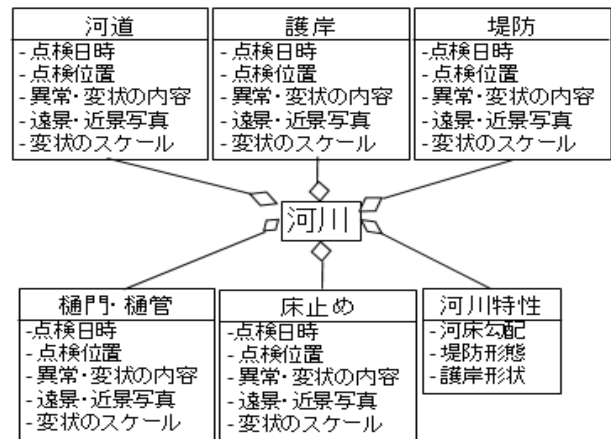 河道
- 点検日時
- 点検位置
- 異常・変状の内容
- 遠景・近景写真
- 変状のスケール
護岸
- 点検日時
- 点検位置
- 異常・変状の内容
- 遠景・近景写真
- 変状のスケール
堤防
-点検日時
- 点検位置
- 異常・変状の内容
- 遠景・近景写真
- 変状のスケール
河川
樋門・樋管
-点検日時
- 点検位置
- 異常・変状の内容
- 遠景・近景写真
- 変状のスケール
床止め
-点検日時
- 点検位置
- 異常・変状の内容
- 遠景・近景写真
- 変状のスケール
河川特性
- 河床勾配
- 堤防形態
- 護岸形状